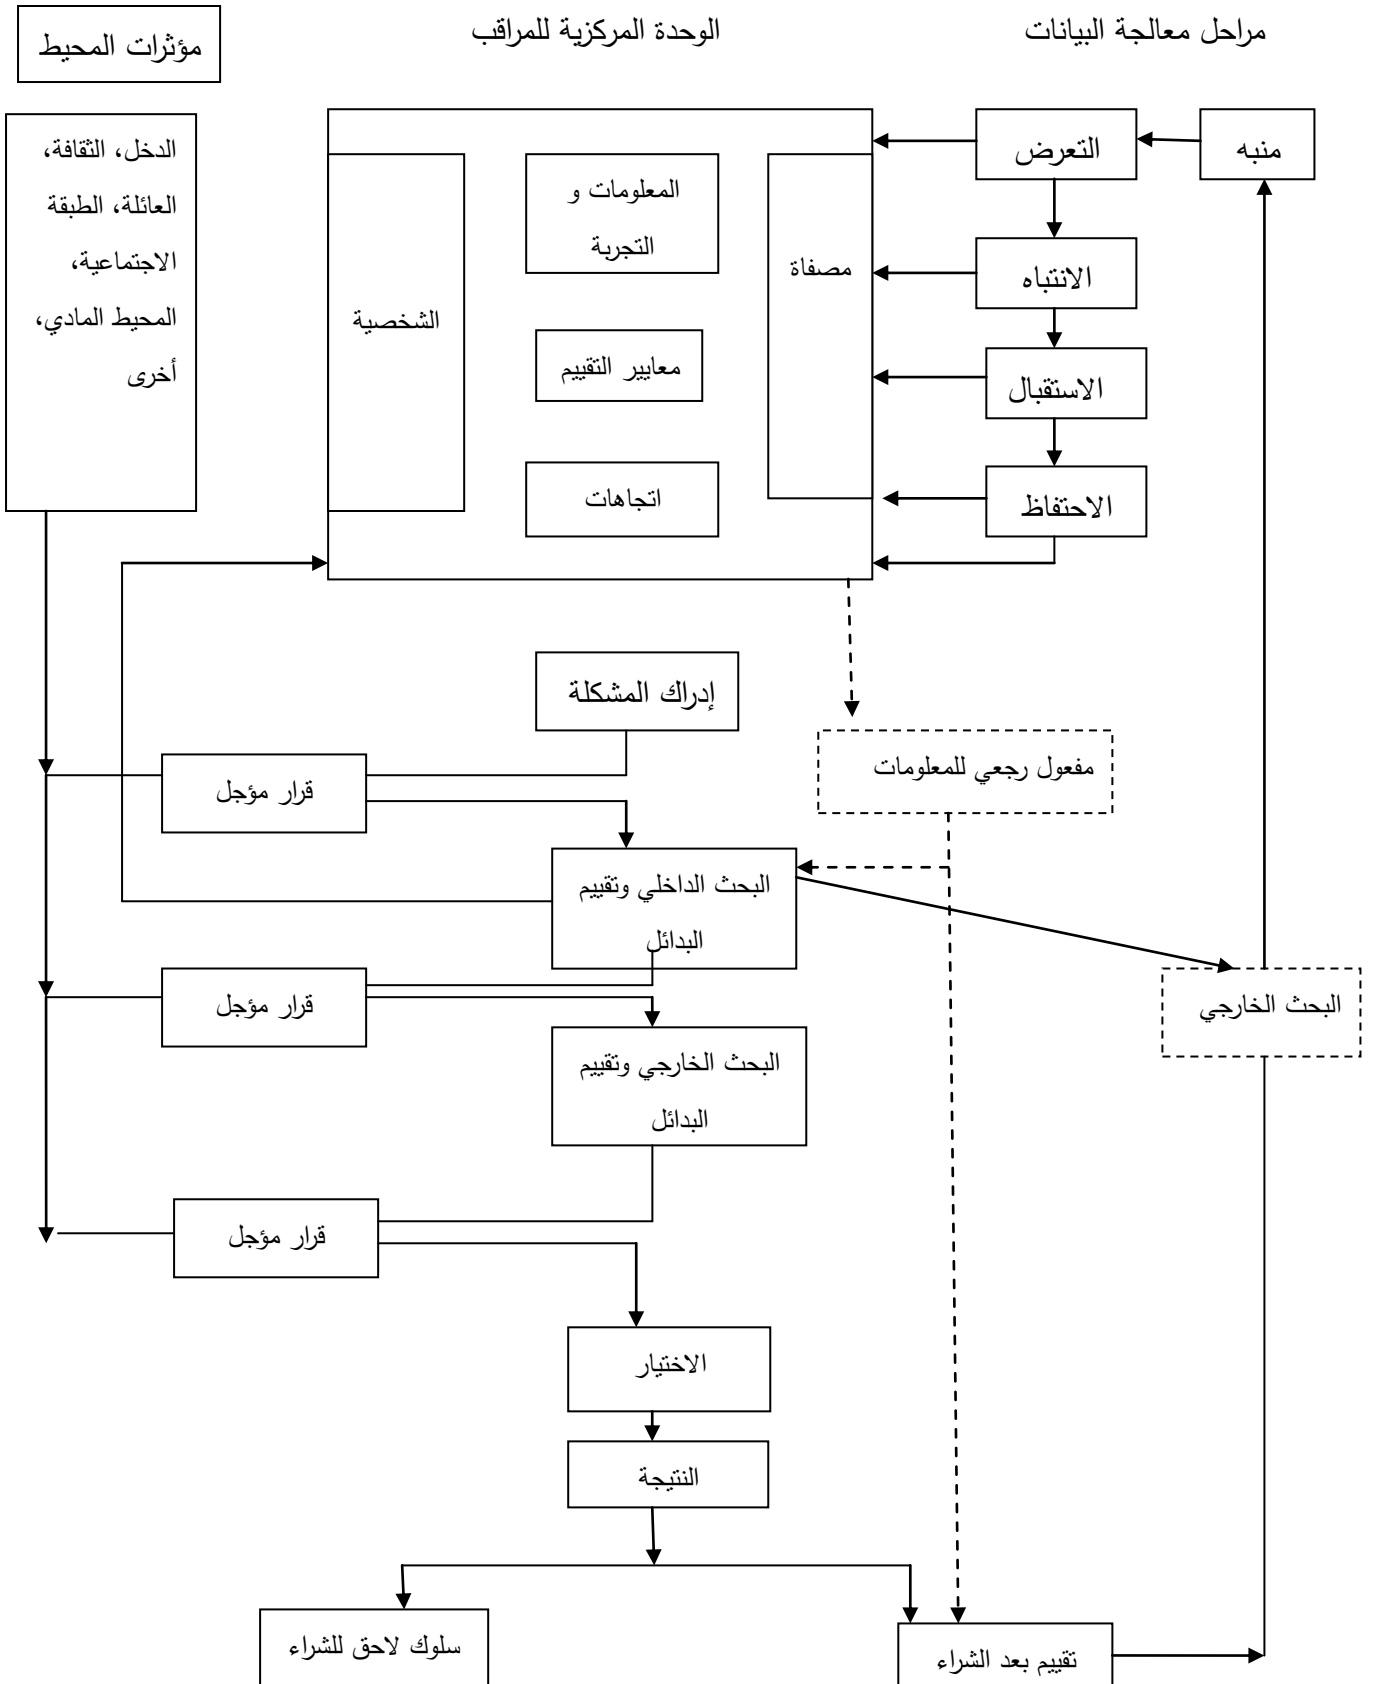 مراحل معالجة البيانات
الوحدة المركزية للمراقب
مؤثرات المحيط
منبه
التعرض
الانتباه
الاستقبال
الاحتفاظ
مصفاة
المعلومات و
التجربة
معايير التقييم
اتجاهات
الشخصية
الدخل، الثقافة،
العائلة، الطبقة
الاجتماعية،
المحيط المادي،
أخرى
إدراك المشكلة
مفعول رجعي للمعلومات
قرار مؤجل
البحث الداخلي وتقييم
البدائل
البحث الخارجي
قرار مؤجل
البحث الخارجي وتقييم
البدائل
قرار مؤجل
الاختيار
النتيجة
تقييم بعد الشراء
سلوك لاحق للشراء